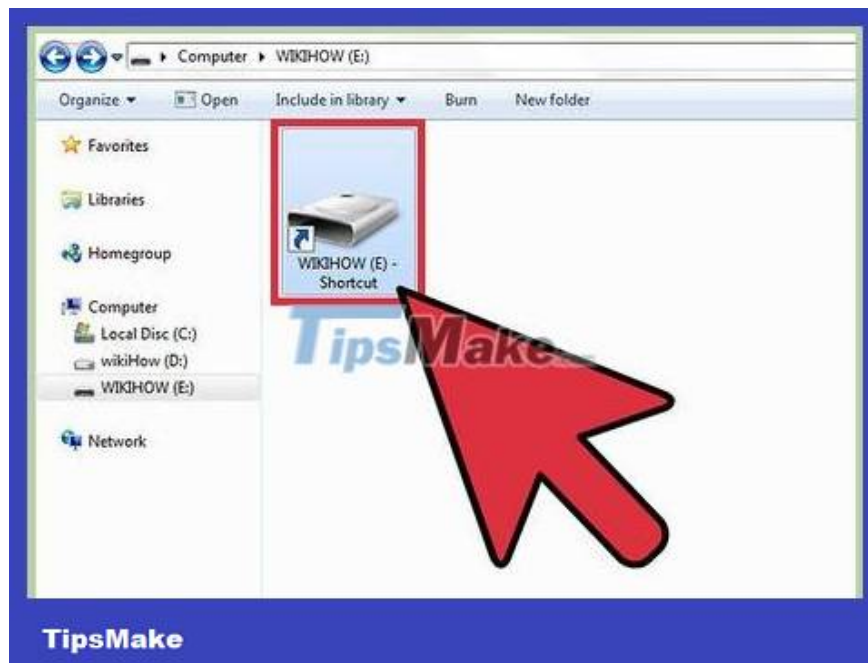 Computer WIKIHOW (E:)
Organize Open Include in library Burn New folder
Favorites
Libraries
Homegroup
Computer
Local Disc (C:)
wikiHow (D:)
WIKIHOW (E:)
Network
WIKIHOW (E) -
Shortcut
TipsMake
TipsMake